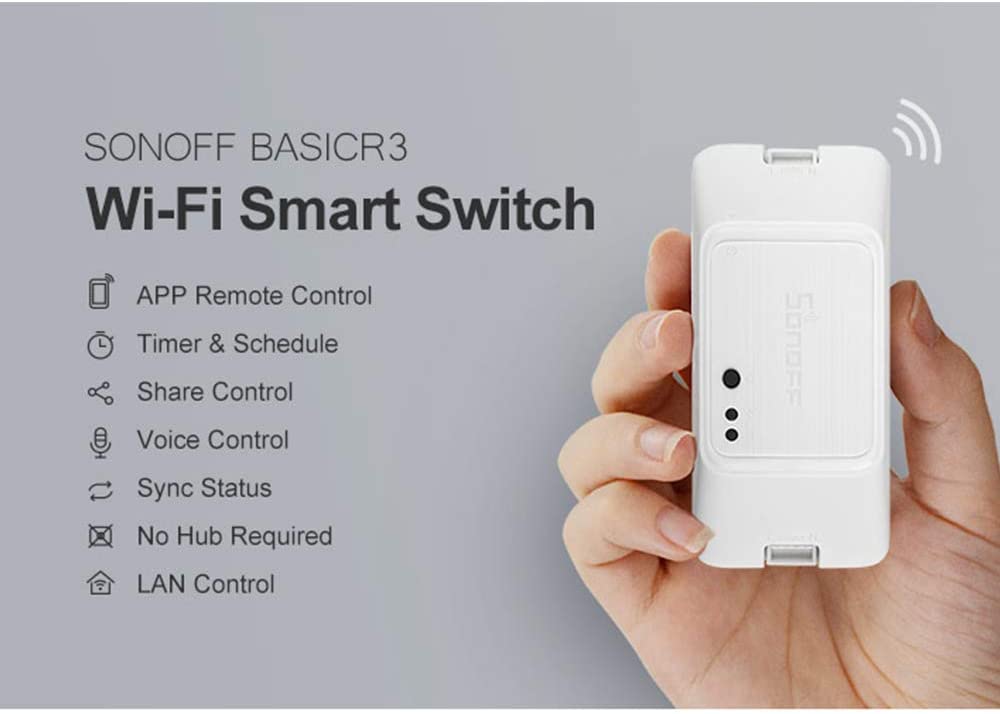 SONOFF BASICR3
Wi-Fi Smart Switch
APP Remote Control
Timer & Schedule
Share Control
Voice Control
Sync Status
No Hub Required
LAN Control
SONOFF